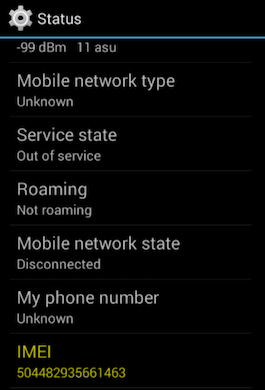 Status
-99 dBm 11 asu
Mobile network type
Unknown
Service state
Out of service
Roaming
Not roaming
Mobile network state
Disconnected
My phone number
Unknown
IMEI
504482935661463